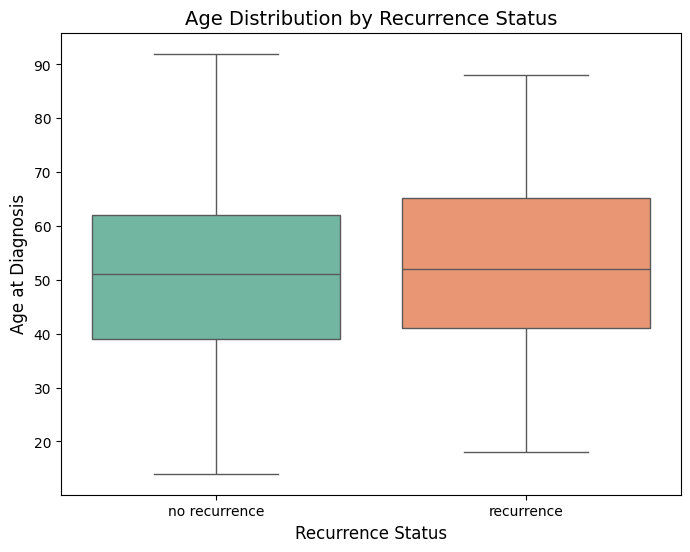 Age Distribution by Recurrence Status
Age at Diagnosis
90
80
70
60
50
40
30
20
no recurrence
recurrence
Recurrence Status